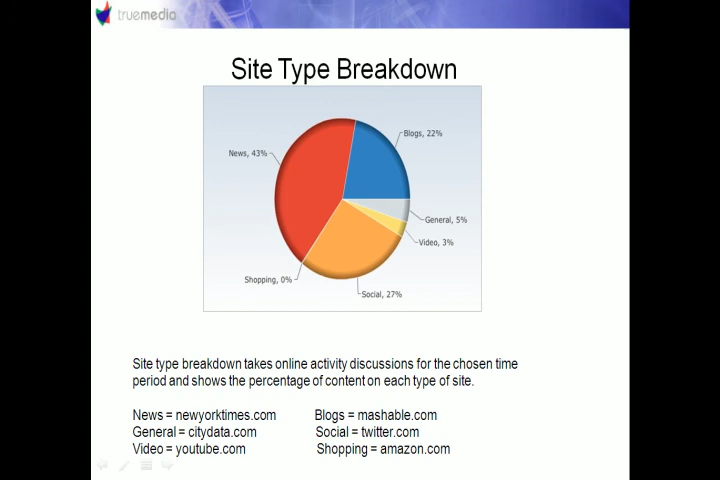 truemedia
Site Type Breakdown
Blogs, 22%
News, 43%
General, 5%
Video, 3%
Shopping, 0%
Social, 27%
Site type breakdown takes online activity discussions for the chosen time
period and shows the percentage of content on each type of site.
News = newyorktimes.com Blogs = mashable.com
General = citydata.com Social = twitter.com
Video = youtube.com Shopping = amazon.com